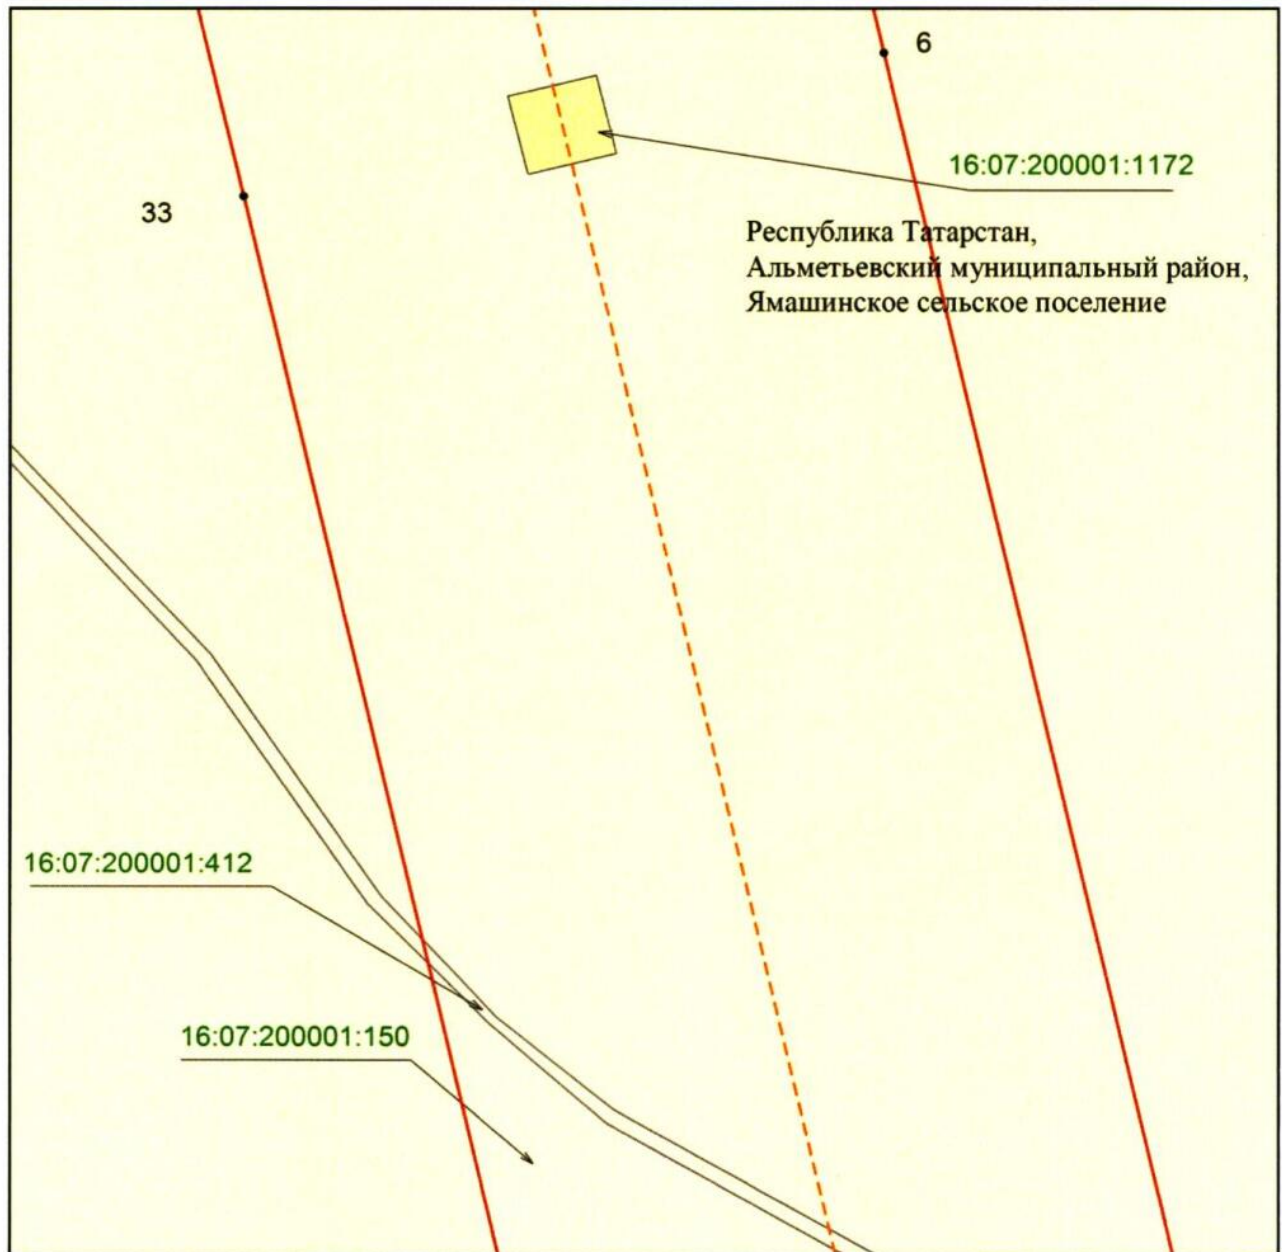 6
16:07:200001:1172
33
Республика Татарстан,
Альметьевский муниципальный район,
Ямашинское сельское поселение
16:07:200001:412
16:07:200001:150